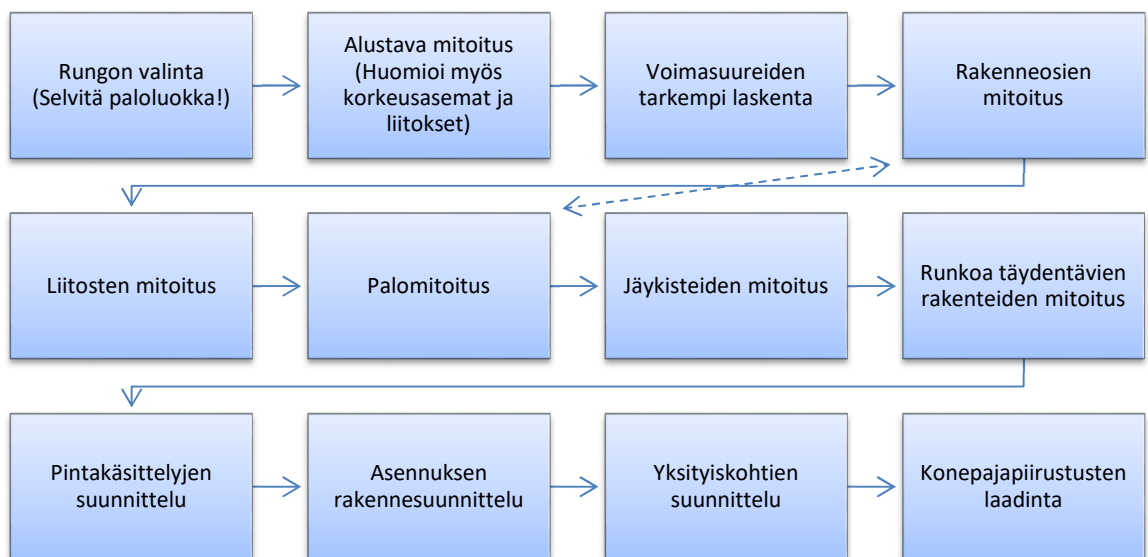 Rungon valinta
(Selvitä paloluokka!)
Alustava mitoitus
(Huomioi myös
korkeusasemat ja
liitokset)
Voimasuureiden
tarkempi laskenta
Rakenneosien
mitoitus
Liitosten mitoitus
Palomitoitus
Jäykisteiden mitoitus
Runkoa täydentävien
rakenteiden mitoitus
Pintakäsittelyjen
suunnittelu
Asennuksen
rakennesuunnittelu
Yksityiskohtien
suunnittelu
Konepajapiirustusten
laadinta